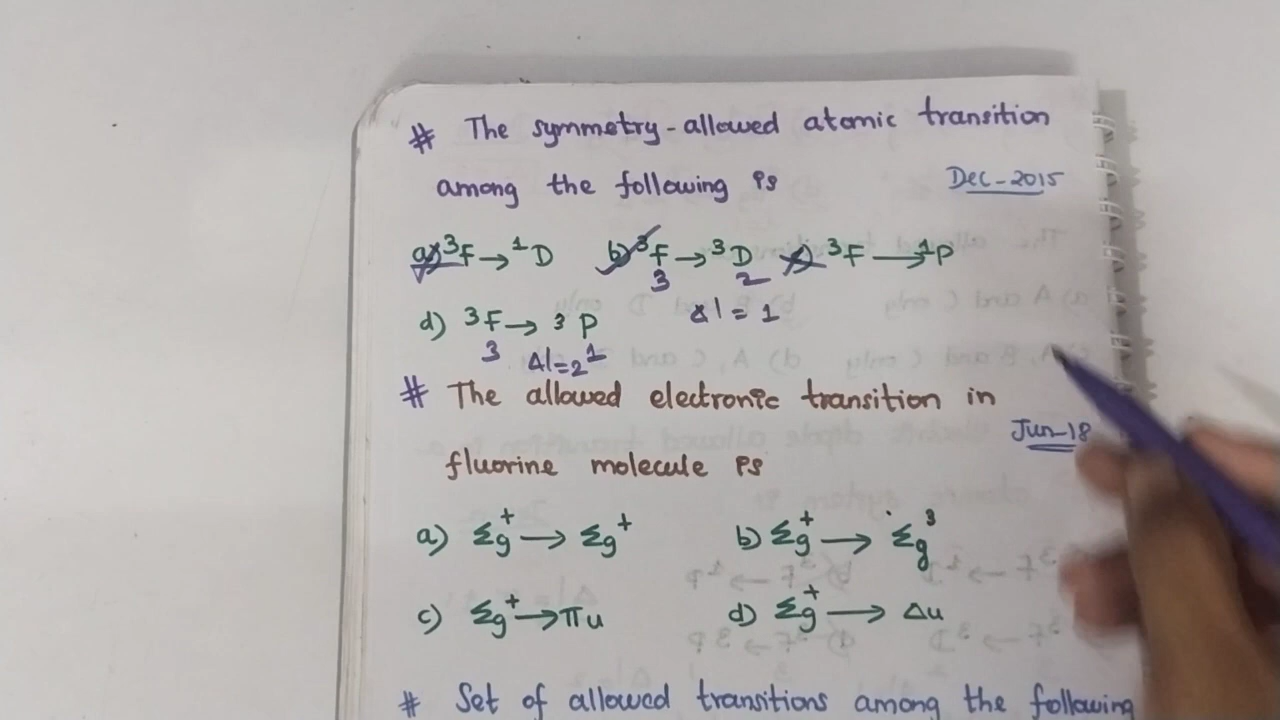 # The symmetry-allowed atomic transition
among the following is Dec-2015
a) ³F → ¹D b) ³F → ³D c) ³F → ¹P
3 2
Δl = 1
d) ³F → ³P
3 1
Δl = 2
# The allowed electronic transition in
Jun-18
fluorine molecule is
a) Σg⁺ → Σg⁺ b) Σg⁺ → Σg³
c) Σg⁺ → πu d) Σg⁺ → Δu
# Set of allowed transitions among the following